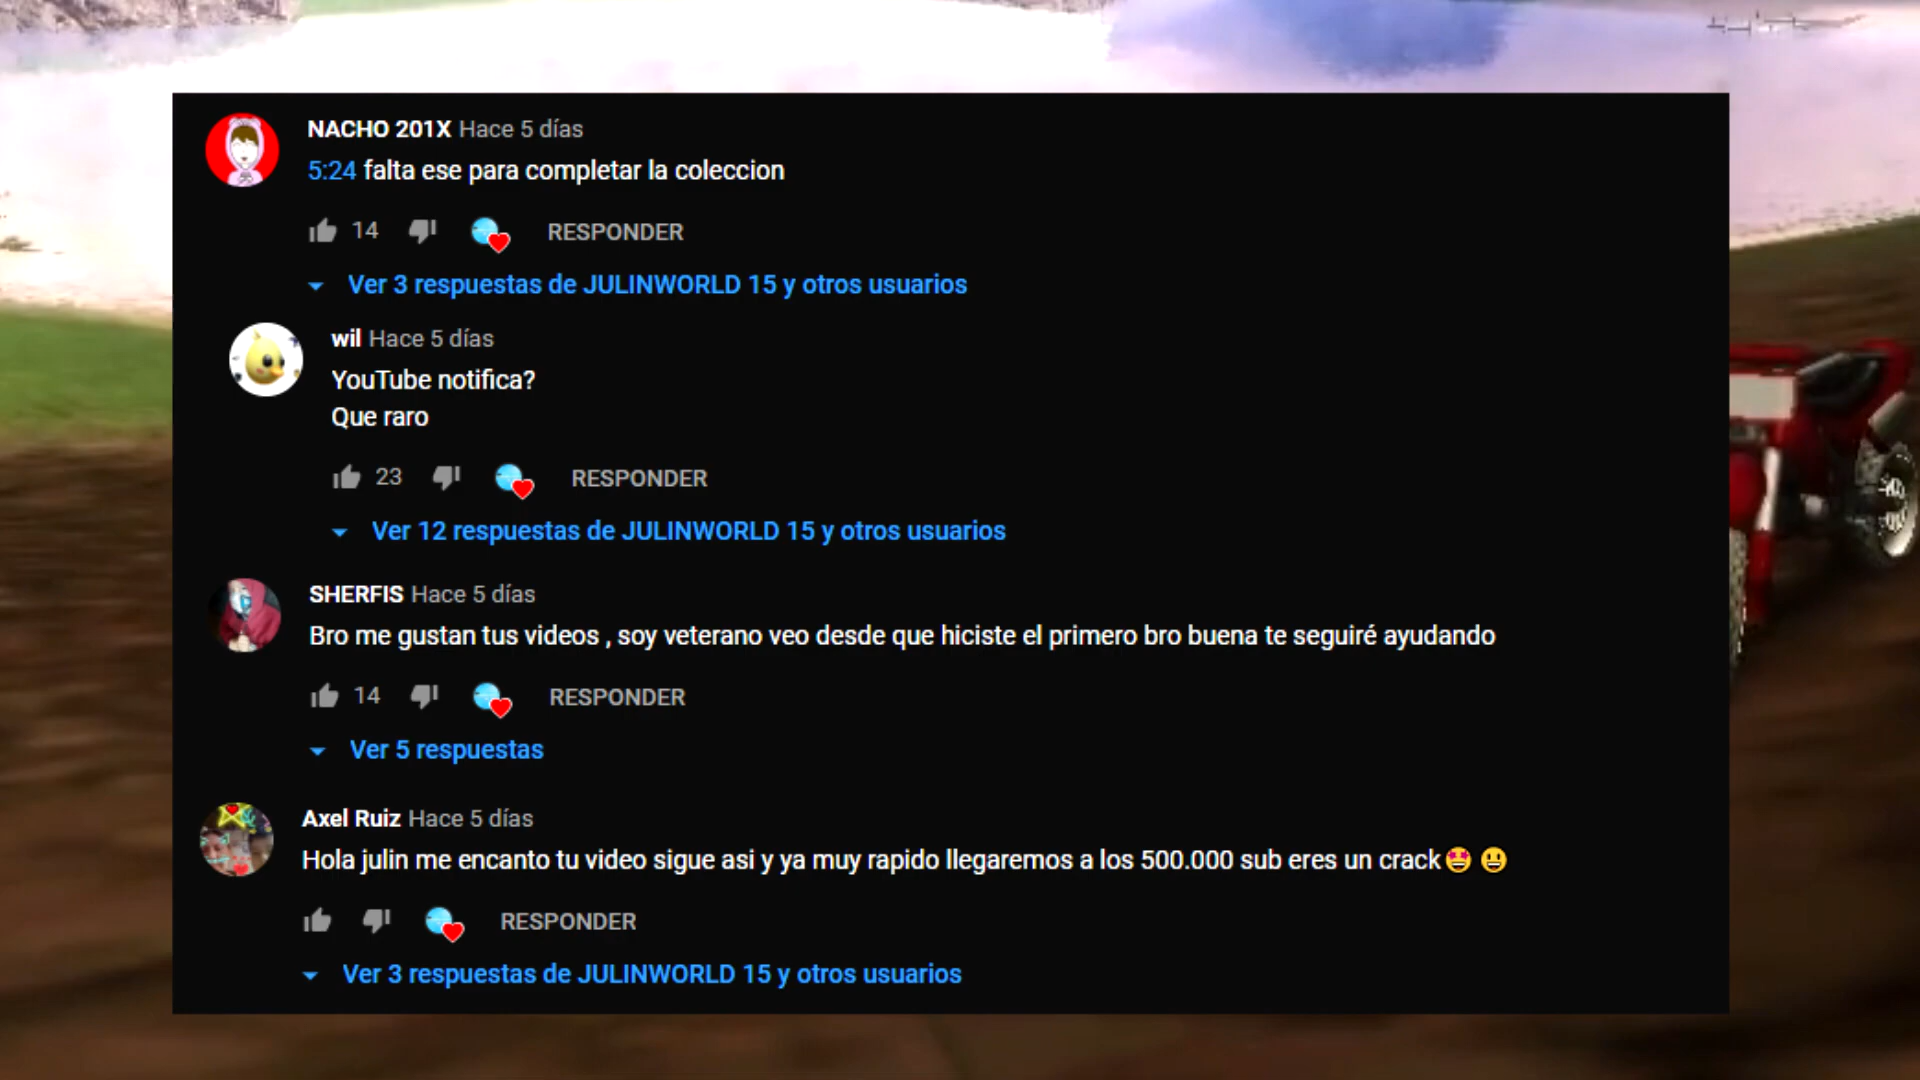 NACHO 201X Hace 5 días
5:24 falta ese para completar la coleccion
14 RESPONDER
Ver 3 respuestas de JULINWORLD 15 y otros usuarios
wil Hace 5 días
YouTube notifica?
Que raro
23 RESPONDER
Ver 12 respuestas de JULINWORLD 15 y otros usuarios
SHERFIS Hace 5 días
Bro me gustan tus videos , soy veterano veo desde que hiciste el primero bro buena te seguiré ayudando
14 RESPONDER
Ver 5 respuestas
Axel Ruiz Hace 5 días
Hola julin me encanto tu video sigue asi y ya muy rapido llegaremos a los 500.000 sub eres un crack🤩 😃
RESPONDER
Ver 3 respuestas de JULINWORLD 15 y otros usuarios